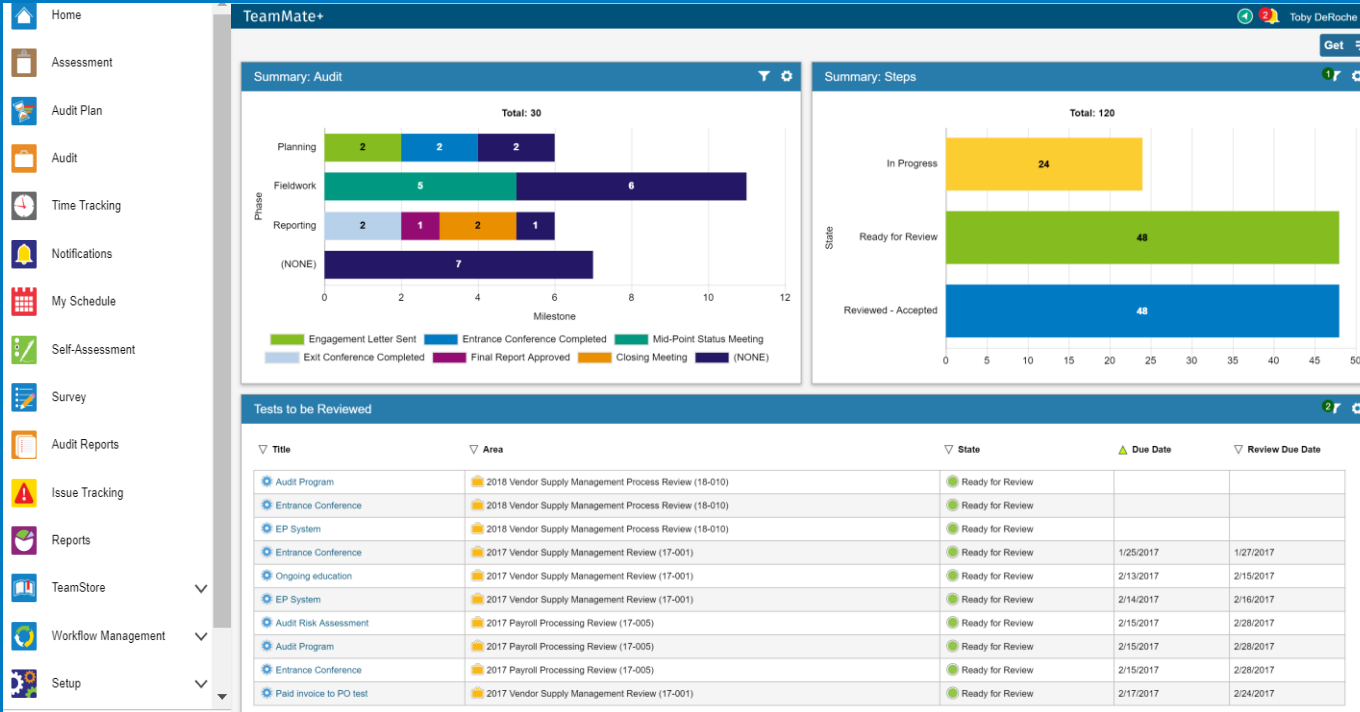 Home
Assessment
Audit Plan
Audit
Time Tracking
Notifications
My Schedule
Self-Assessment
Survey
Audit Reports
Issue Tracking
Reports
TeamStore
Workflow Management
Setup
TeamMate+
2 Toby DeRoche
Get
Summary: Audit
Total: 30
Phase
Planning 2 2 2
Fieldwork 5 6
Reporting 2 1 2 1
(NONE) 7
0 2 4 6 8 10 12
Milestone
Engagement Letter Sent Entrance Conference Completed Mid-Point Status Meeting
Exit Conference Completed Final Report Approved Closing Meeting (NONE)
Summary: Steps 1
Total: 120
State
In Progress 24
Ready for Review 48
Reviewed - Accepted 48
0 5 10 15 20 25 30 35 40 45 50
Tests to be Reviewed 2
Title Area State Due Date Review Due Date
Audit Program 2018 Vendor Supply Management Process Review (18-010) Ready for Review
Entrance Conference 2018 Vendor Supply Management Process Review (18-010) Ready for Review
EP System 2018 Vendor Supply Management Process Review (18-010) Ready for Review
Entrance Conference 2017 Vendor Supply Management Review (17-001) Ready for Review 1/25/2017 1/27/2017
Ongoing education 2017 Vendor Supply Management Review (17-001) Ready for Review 2/13/2017 2/15/2017
EP System 2017 Vendor Supply Management Review (17-001) Ready for Review 2/14/2017 2/16/2017
Audit Risk Assessment 2017 Payroll Processing Review (17-005) Ready for Review 2/15/2017 2/28/2017
Audit Program 2017 Payroll Processing Review (17-005) Ready for Review 2/15/2017 2/28/2017
Entrance Conference 2017 Payroll Processing Review (17-005) Ready for Review 2/15/2017 2/28/2017
Paid invoice to PO test 2017 Vendor Supply Management Review (17-001) Ready for Review 2/17/2017 2/24/2017